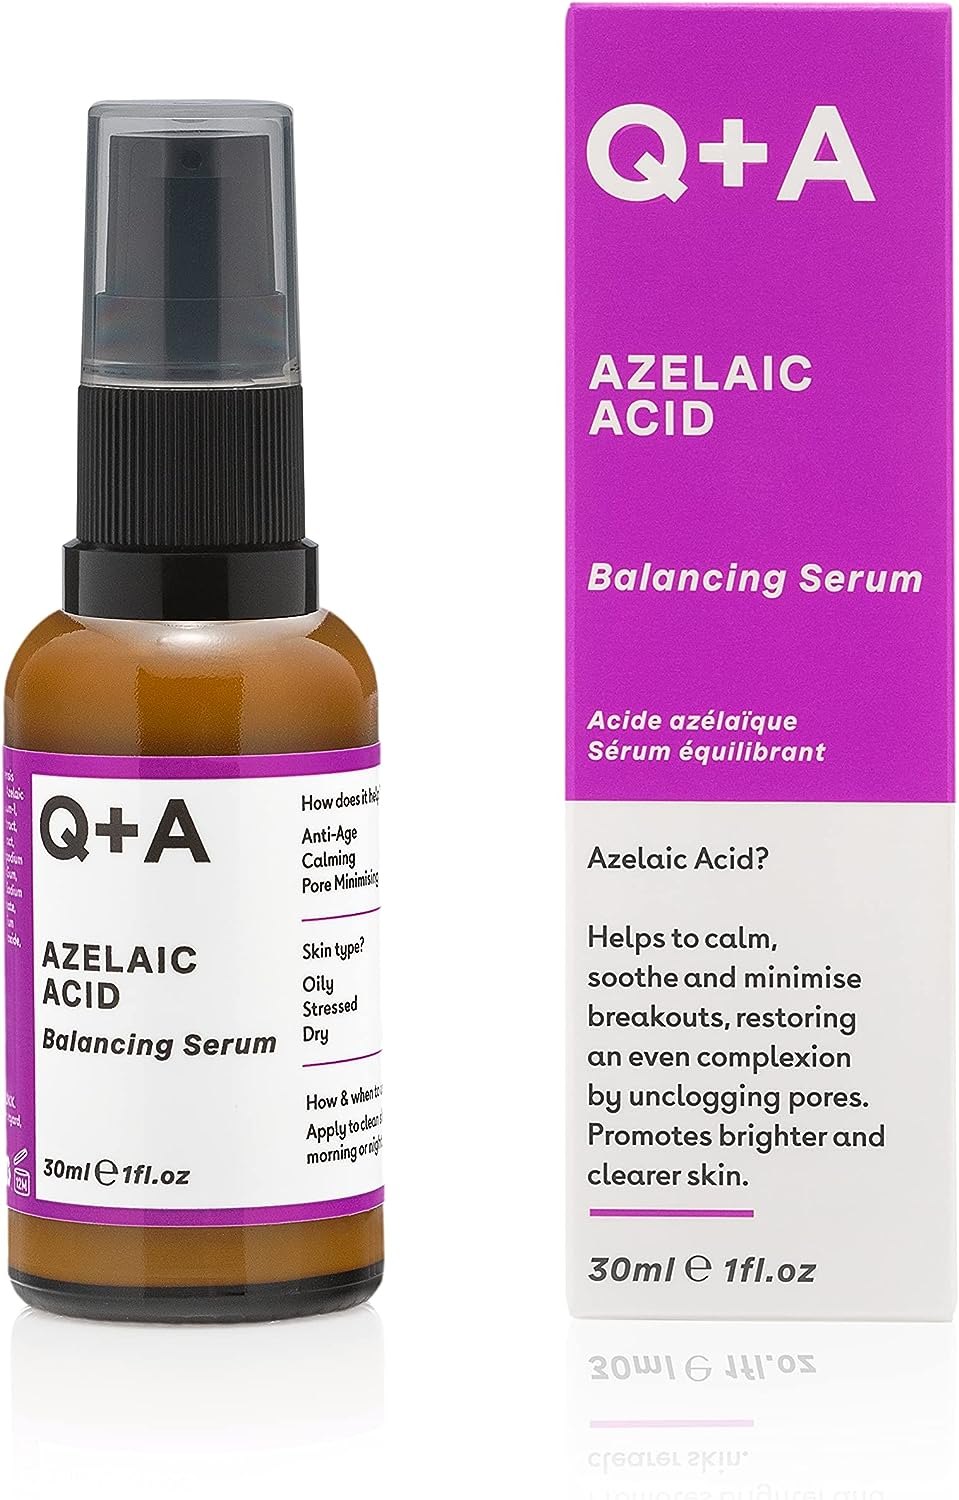 Q+A
AZELAIC
ACID
Balancing Serum
30ml e 1fl.oz
12M
How does it help
Anti-Age
Calming
Pore Minimising
Skin type?
Oily
Stressed
Dry
How & when to
Apply to clean
morning or night
Q+A
AZELAIC
ACID
Balancing Serum
Acide azélaïque
Sérum équilibrant
Azelaic Acid?
Helps to calm,
soothe and minimise
breakouts, restoring
an even complexion
by unclogging pores.
Promotes brighter and
clearer skin.
30ml e 1fl.oz